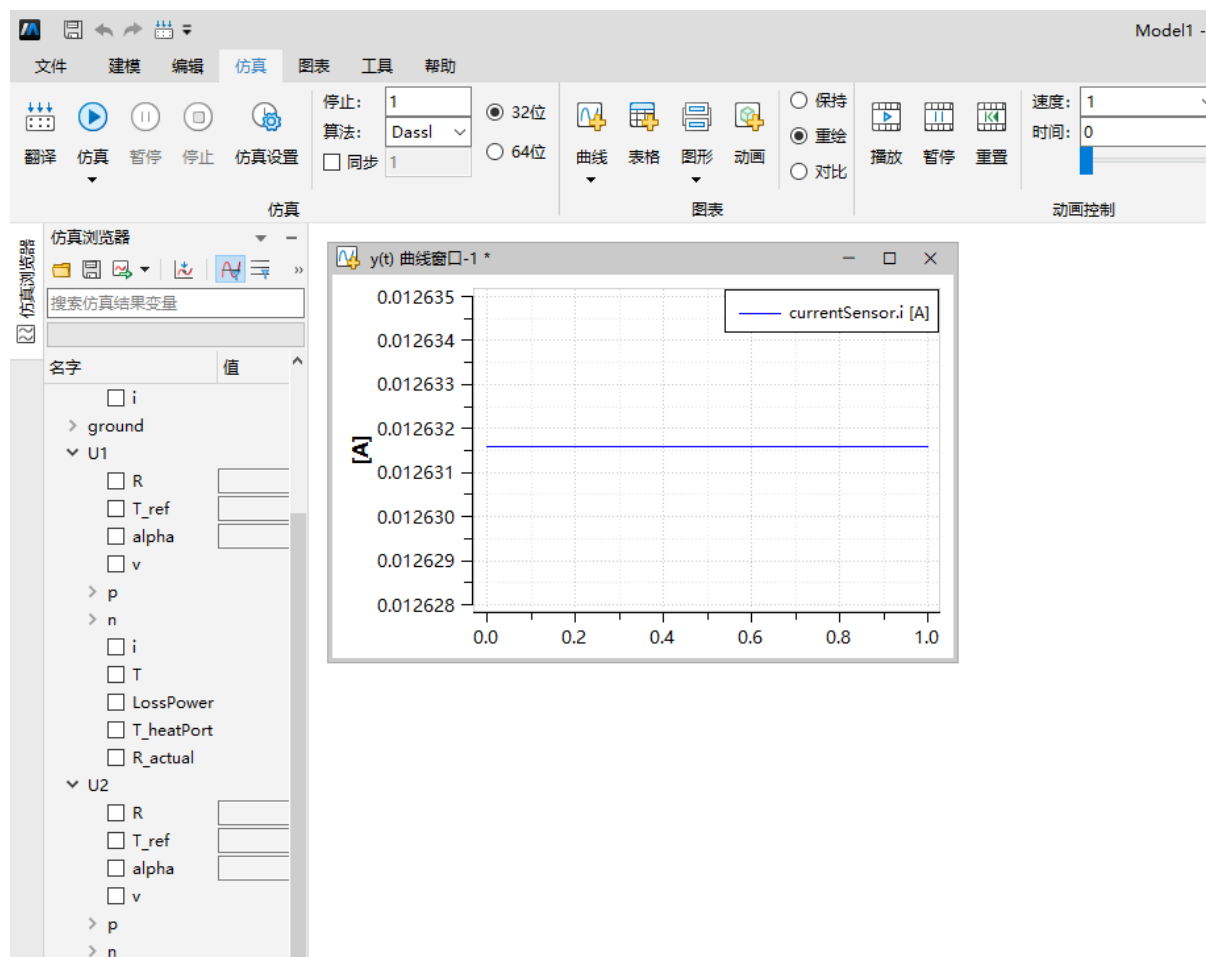 Model1 -
文件 建模 编辑 仿真 图表 工具 帮助
停止: 1
算法: Dassl
同步 1
32位
64位
翻译 仿真 暂停 停止 仿真设置
仿真
曲线 表格 图形 动画
保持
重绘
对比
图表
播放 暂停 重置
速度: 1
时间: 0
动画控制
仿真浏览器
仿真浏览器
搜索仿真结果变量
名字 值
i
ground
U1
R
T_ref
alpha
v
p
n
i
T
LossPower
T_heatPort
R_actual
U2
R
T_ref
alpha
v
p
n
y(t) 曲线窗口-1 *
currentSensor.i [A]
[A]
0.012635
0.012634
0.012633
0.012632
0.012631
0.012630
0.012629
0.012628
0.0 0.2 0.4 0.6 0.8 1.0